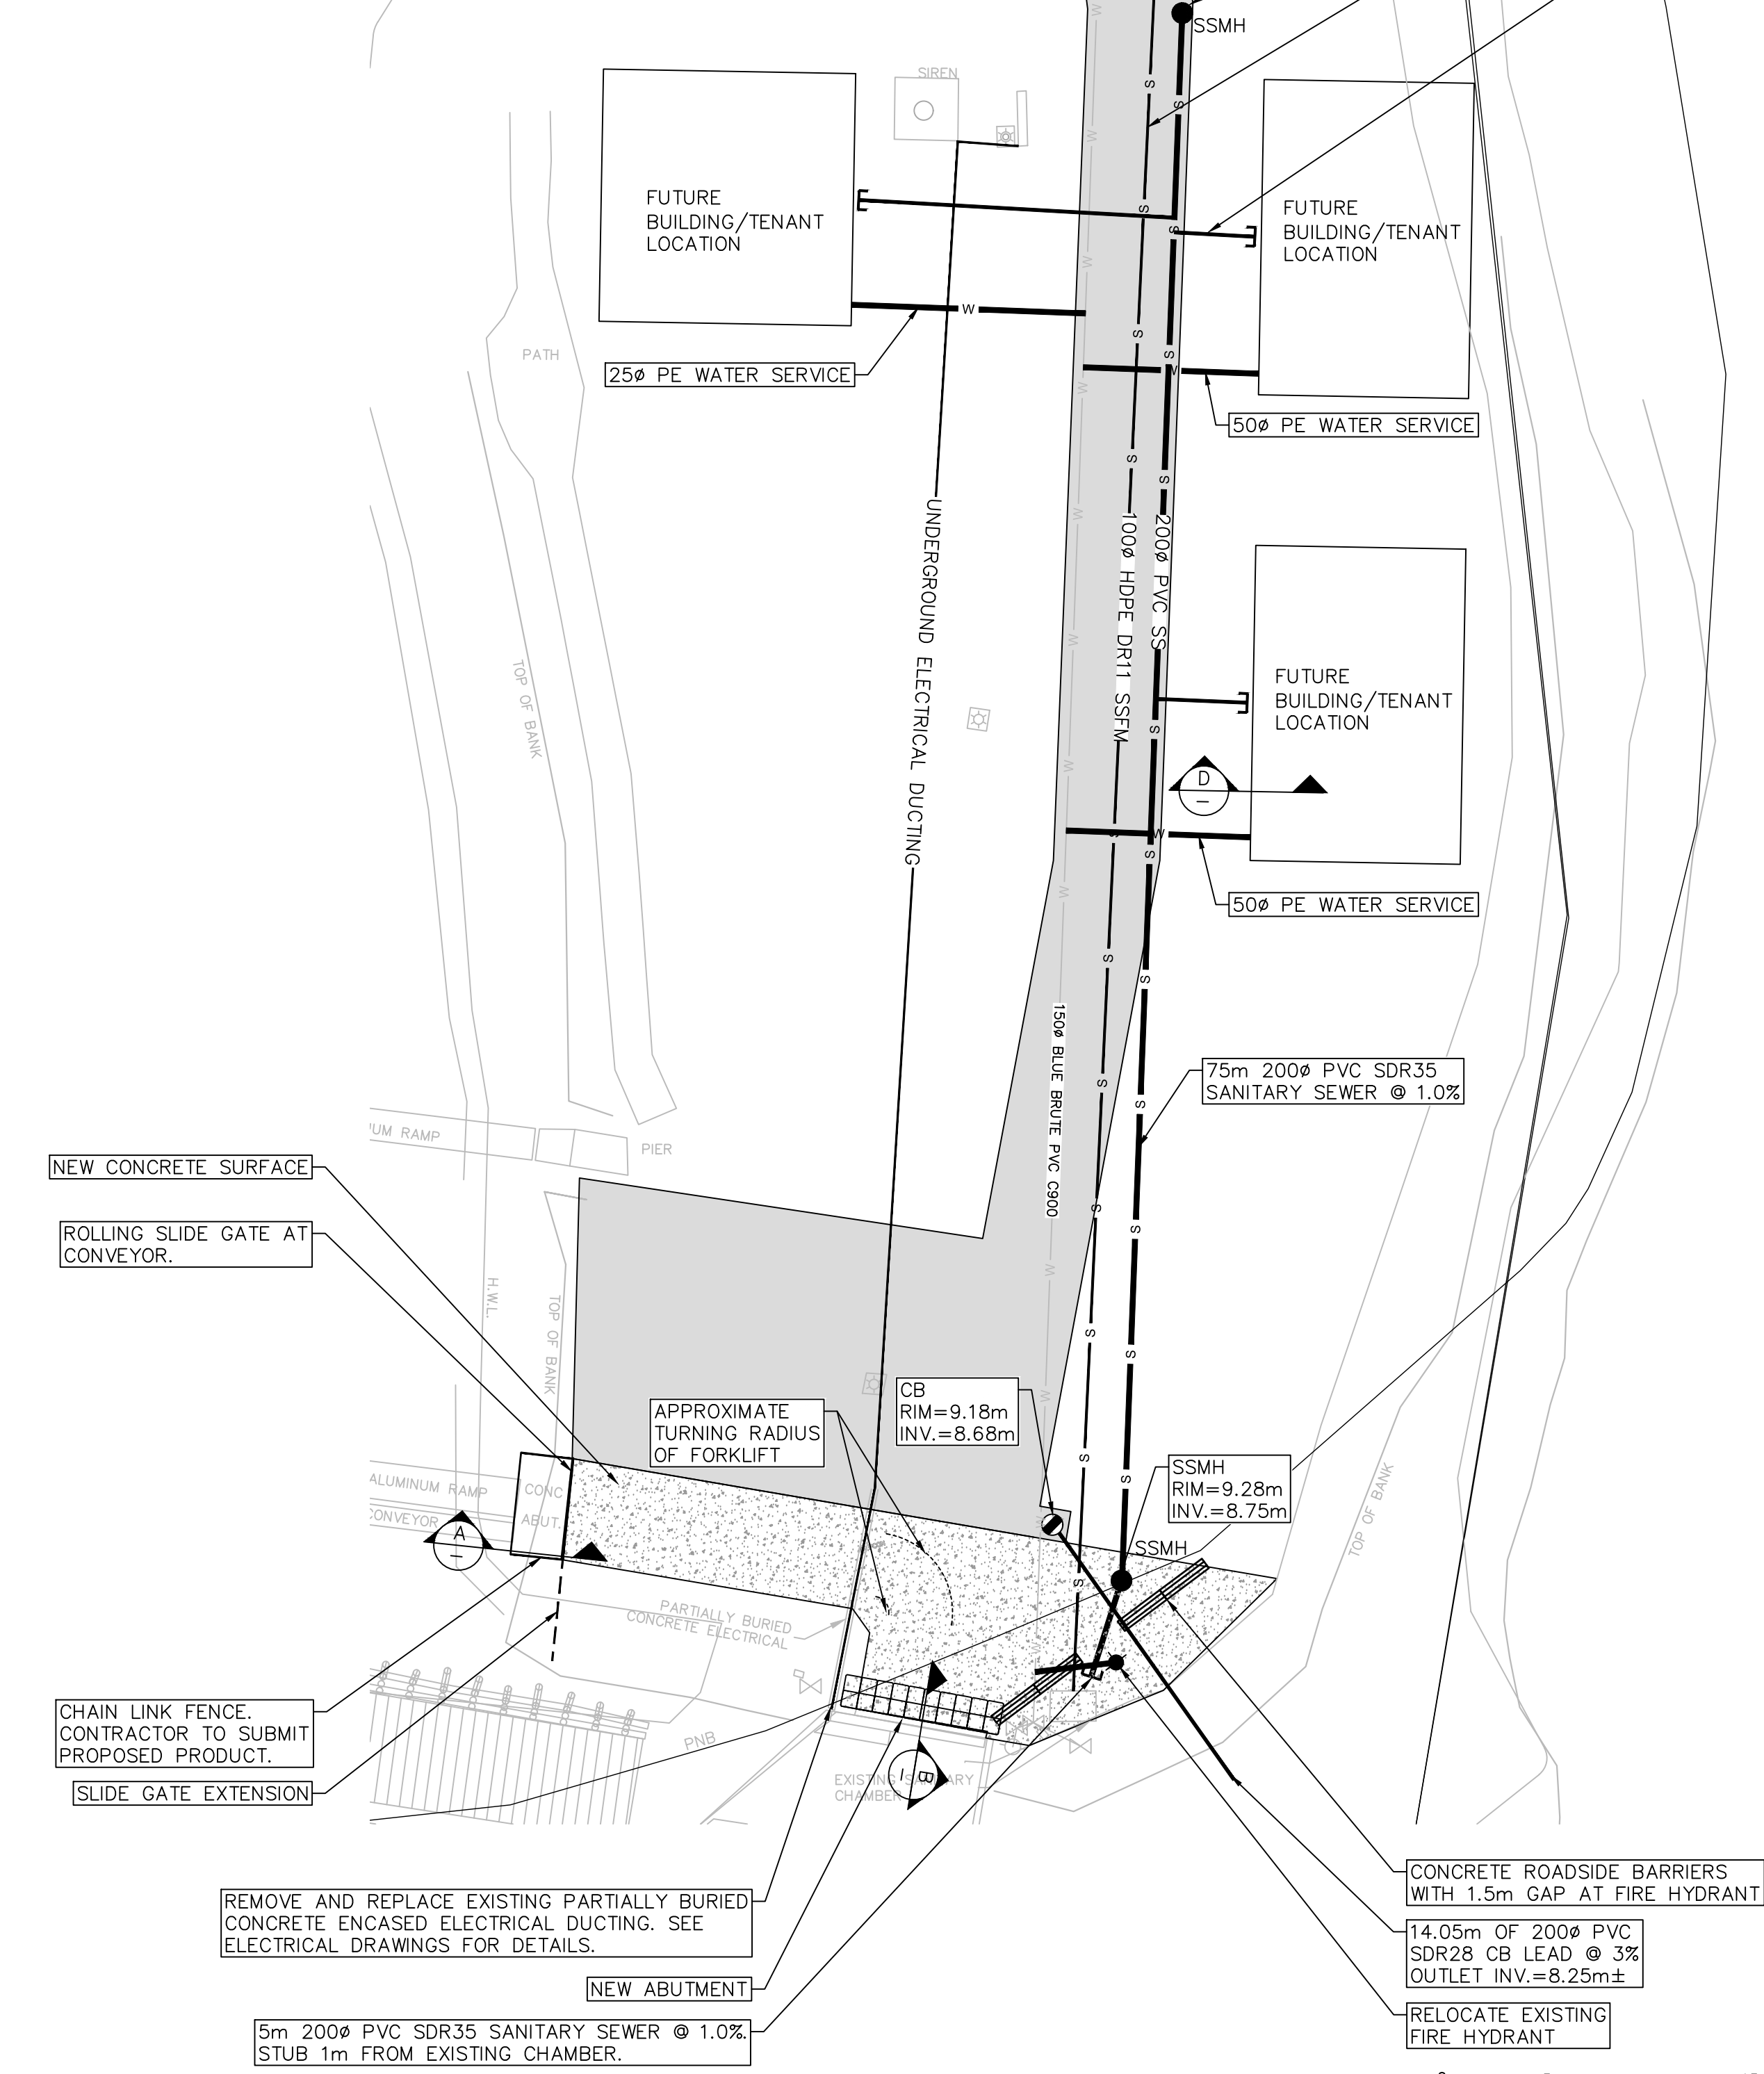 SSMH
SIREN
FUTURE
BUILDING/TENANT
LOCATION
FUTURE
BUILDING/TENANT
LOCATION
W
PATH
25ø PE WATER SERVICE
W
50ø PE WATER SERVICE
UNDERGROUND ELECTRICAL DUCTING
100ø HDPE DR11 SSFM
200ø PVC SS
TOP OF BANK
FUTURE
BUILDING/TENANT
LOCATION
D
–
W
50ø PE WATER SERVICE
150ø BLUE BRUTE PVC C900
75m 200ø PVC SDR35
SANITARY SEWER @ 1.0%
UM RAMP
PIER
NEW CONCRETE SURFACE
ROLLING SLIDE GATE AT
CONVEYOR.
H.W.L.
TOP OF BANK
APPROXIMATE
TURNING RADIUS
OF FORKLIFT
CB
RIM=9.18m
INV.=8.68m
SSMH
RIM=9.28m
INV.=8.75m
TOP OF BANK
ALUMINUM RAMP
CONC
ABUT.
CONVEYOR
A
–
SSMH
PARTIALLY BURIED
CONCRETE ELECTRICAL
CHAIN LINK FENCE.
CONTRACTOR TO SUBMIT
PROPOSED PRODUCT.
PNB
SLIDE GATE EXTENSION
EXISTING SANITARY
CHAMBER
B
–
REMOVE AND REPLACE EXISTING PARTIALLY BURIED
CONCRETE ENCASED ELECTRICAL DUCTING. SEE
ELECTRICAL DRAWINGS FOR DETAILS.
CONCRETE ROADSIDE BARRIERS
WITH 1.5m GAP AT FIRE HYDRANT
14.05m OF 200ø PVC
SDR28 CB LEAD @ 3%
OUTLET INV.=8.25m±
NEW ABUTMENT
RELOCATE EXISTING
FIRE HYDRANT
5m 200ø PVC SDR35 SANITARY SEWER @ 1.0%.
STUB 1m FROM EXISTING CHAMBER.